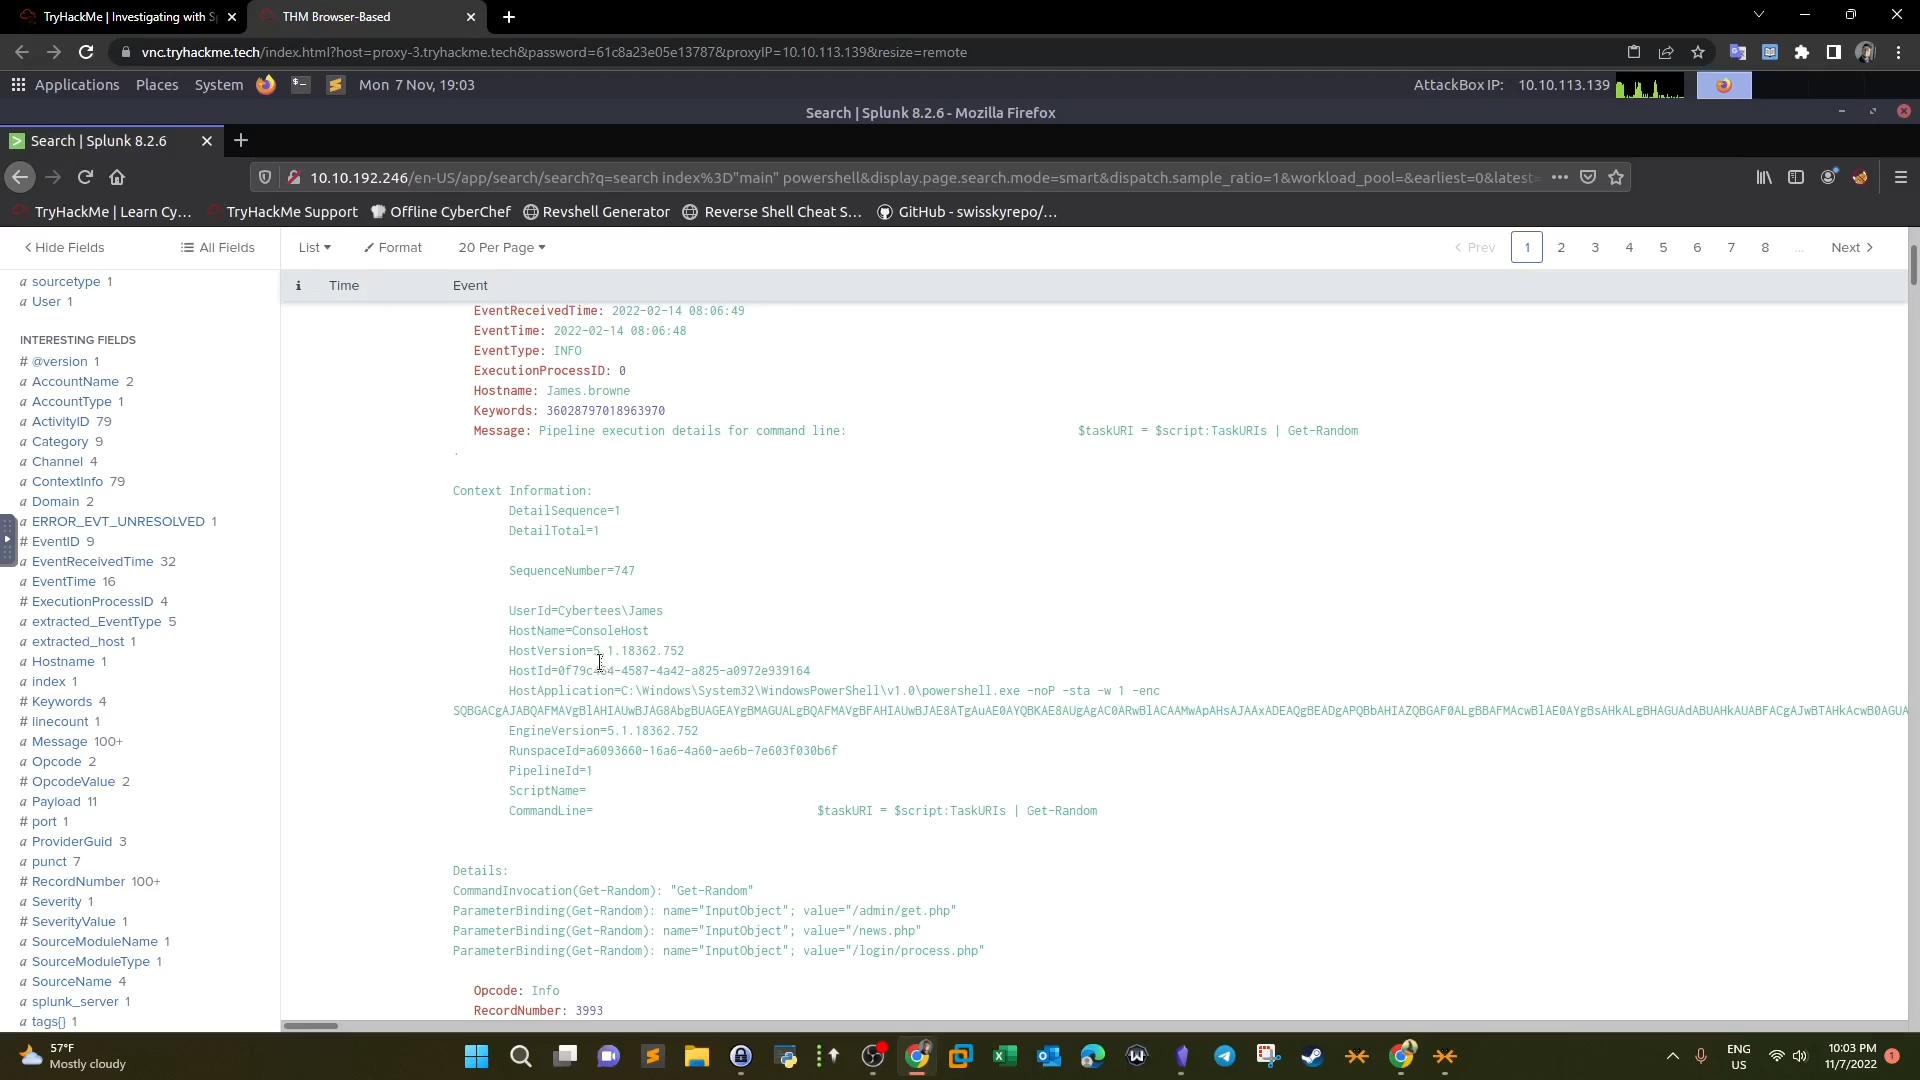 TryHackMe | Investigating with S
THM Browser-Based
vnc.tryhackme.tech/index.html?host=proxy-3.tryhackme.tech&password=61c8a23e05e13787&proxyIP=10.10.113.139&resize=remote
Applications Places System Mon 7 Nov, 19:03 AttackBox IP: 10.10.113.139
Search | Splunk 8.2.6 - Mozilla Firefox
Search | Splunk 8.2.6
10.10.192.246/en-US/app/search/search?q=search index%3D"main" powershell&display.page.search.mode=smart&dispatch.sample_ratio=1&workload_pool=&earliest=0&latest=
TryHackMe | Learn Cy... TryHackMe Support Offline CyberChef Revshell Generator Reverse Shell Cheat S... GitHub - swisskyrepo/...
Hide Fields All Fields List Format 20 Per Page Prev 1 2 3 4 5 6 7 8 ... Next
i Time Event
a sourcetype 1
a User 1
INTERESTING FIELDS
# @version 1
a AccountName 2
a AccountType 1
a ActivityID 79
a Category 9
a Channel 4
a ContextInfo 79
a Domain 2
a ERROR_EVT_UNRESOLVED 1
# EventID 9
a EventReceivedTime 32
a EventTime 16
# ExecutionProcessID 4
a extracted_EventType 5
a extracted_host 1
a Hostname 1
a index 1
# Keywords 4
# linecount 1
a Message 100+
a Opcode 2
# OpcodeValue 2
a Payload 11
# port 1
a ProviderGuid 3
a punct 7
# RecordNumber 100+
a Severity 1
# SeverityValue 1
a SourceModuleName 1
a SourceModuleType 1
a SourceName 4
a splunk_server 1
a tags{} 1
EventReceivedTime: 2022-02-14 08:06:49
EventTime: 2022-02-14 08:06:48
EventType: INFO
ExecutionProcessID: 0
Hostname: James.browne
Keywords: 36028797018963970
Message: Pipeline execution details for command line: $taskURI = $script:TaskURIs | Get-Random
.
Context Information:
DetailSequence=1
DetailTotal=1
SequenceNumber=747
UserId=Cybertees\James
HostName=ConsoleHost
HostVersion=5.1.18362.752
HostApplication=C:\Windows\System32\WindowsPowerShell\v1.0\powershell.exe -noP -sta -w 1 -enc
EngineVersion=5.1.18362.752
RunspaceId=a6093660-16a6-4a60-ae6b-7e603f030b6f
PipelineId=1
ScriptName=
CommandLine= $taskURI = $script:TaskURIs | Get-Random
Details:
CommandInvocation(Get-Random): "Get-Random"
ParameterBinding(Get-Random): name="InputObject"; value="/admin/get.php"
ParameterBinding(Get-Random): name="InputObject"; value="/news.php"
ParameterBinding(Get-Random): name="InputObject"; value="/login/process.php"
Opcode: Info
RecordNumber: 3993
57°F
Mostly cloudy
ENG
US
10:03 PM
11/7/2022
1